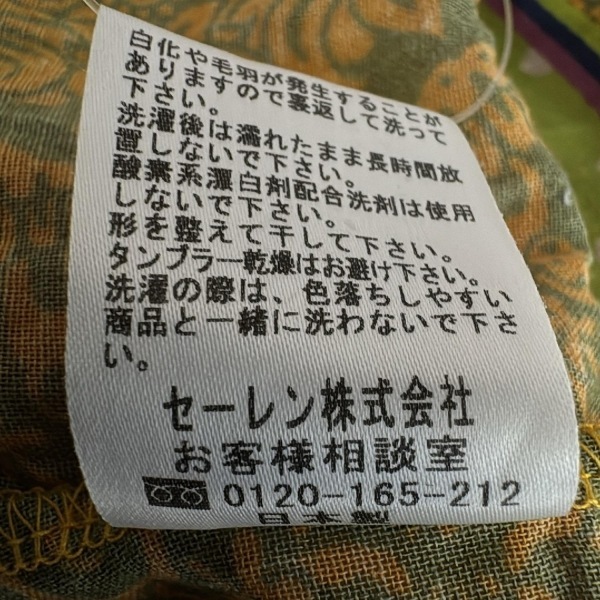 白化や毛羽が発生することが
ありますので裏返して洗って
下さい。
洗濯後は濡れたまま長時間放
置しないで下さい。
酸素系漂白剤配合洗剤は使用
しないで下さい。
形を整えて干して下さい。
タンブラー乾燥はお避け下さい。
洗濯の際は、色落ちしやすい
商品と一緒に洗わないで下さ
い。
セーレン株式会社
お客様相談室
0120-165-212
日本製